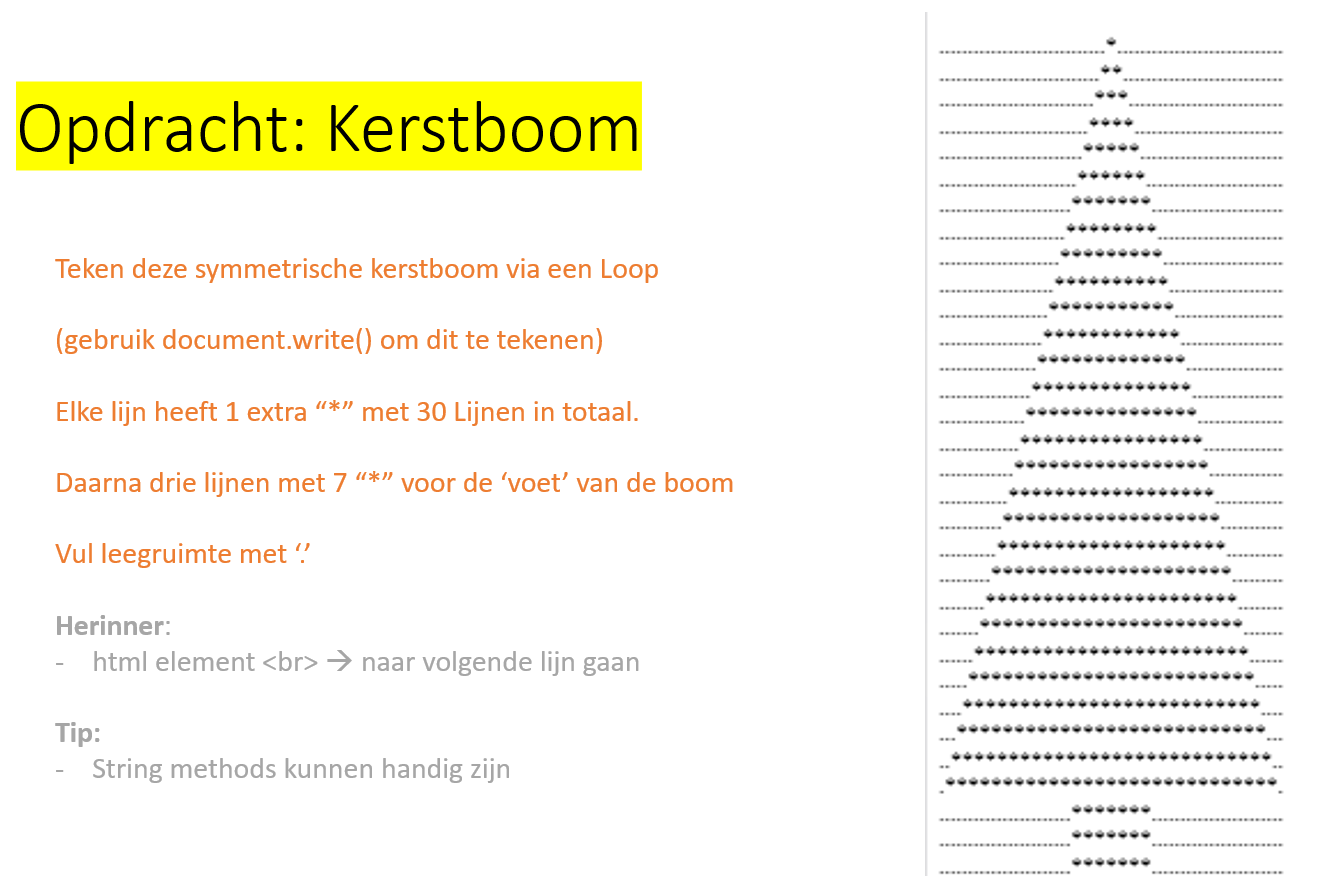 Opdracht: Kerstboom
Teken deze symmetrische kerstboom via een Loop
(gebruik document.write() om dit te tekenen)
Elke lijn heeft 1 extra “*” met 30 Lijnen in totaal.
Daarna drie lijnen met 7 “*” voor de ‘voet’ van de boom
Vul leegruimte met ‘.’
Herinner:
- html element <br> → naar volgende lijn gaan
Tip:
- String methods kunnen handig zijn